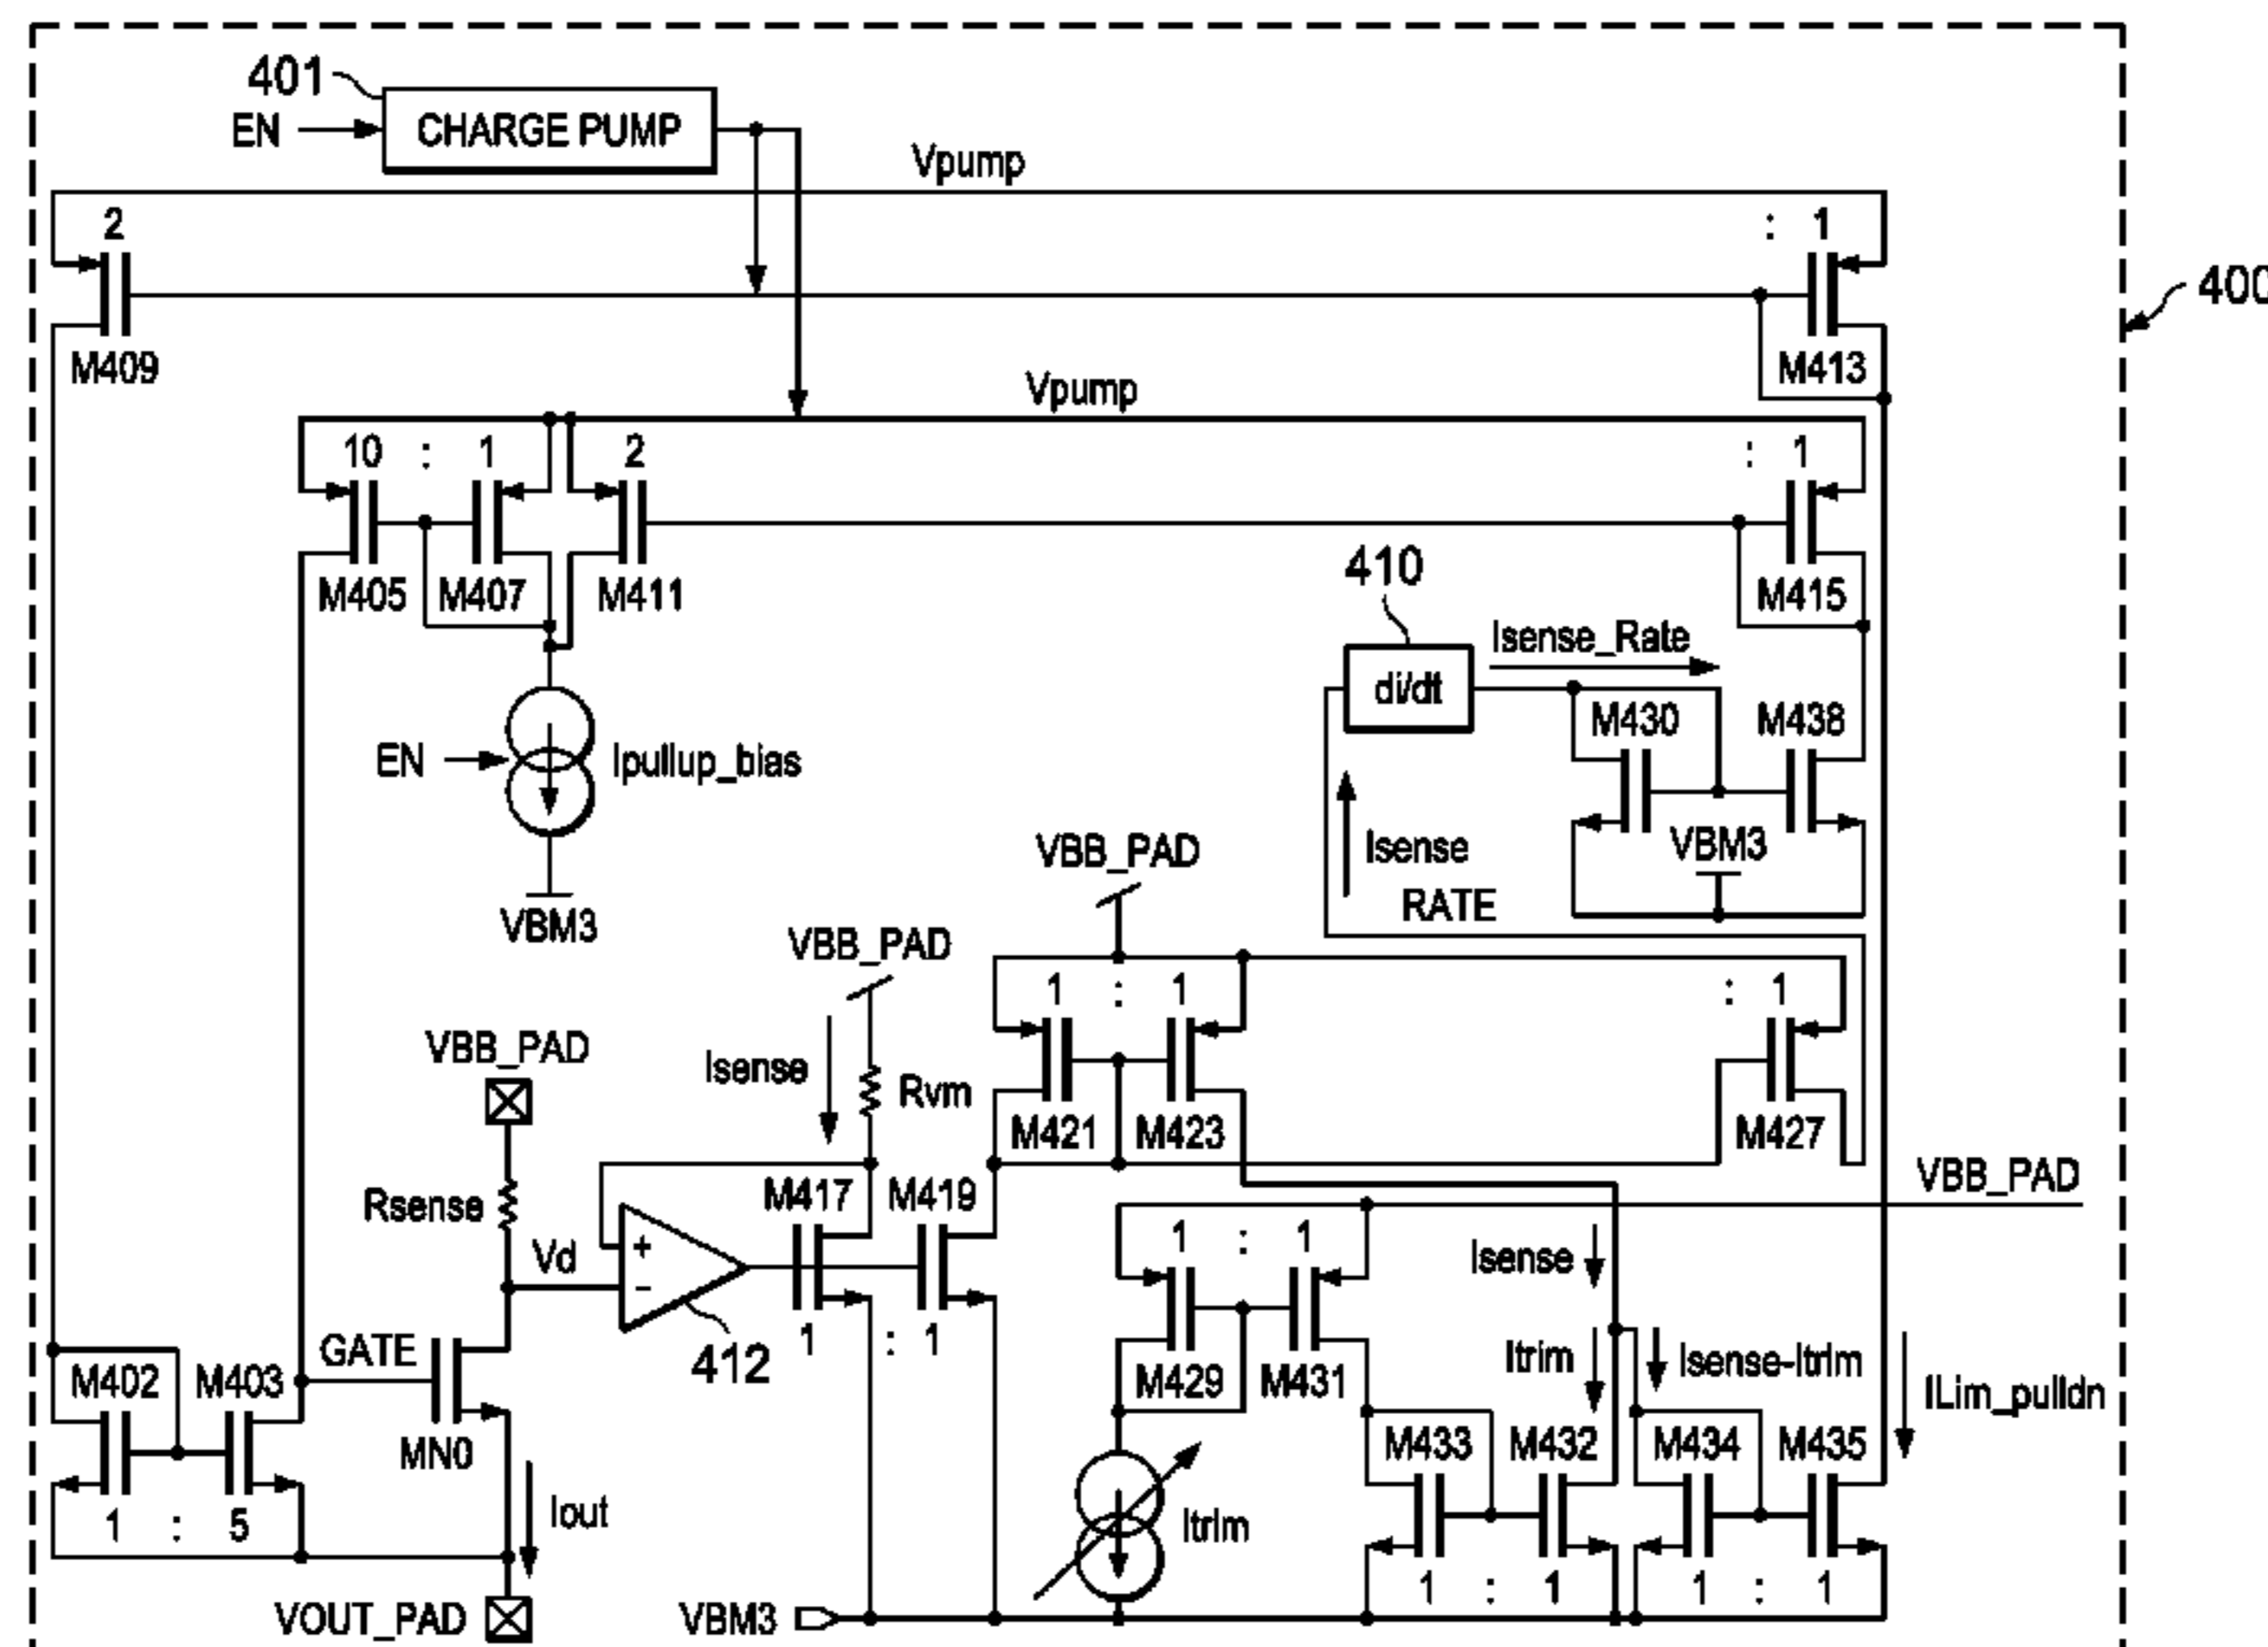 401
EN
CHARGE PUMP
Vpump
2
: 1
400
M409
M413
Vpump
10 : 1
2
: 1
M405
M407
M411
M415
410
Isense_Rate
di/dt
M430
M438
EN
Ipullup_bias
VBM3
Isense
RATE
VBM3
VBB_PAD
VBB_PAD
1 : 1
: 1
VBB_PAD
Isense
Rvm
M421
M423
M427
VBB_PAD
Rsense
Vd
+
-
M417
M419
1 : 1
Isense
412
1 : 1
GATE
M402
M403
M429
M431
Itrim
Isense-Itrim
ILim_pulldn
MN0
M433
M432
M434
M435
1 : 5
Iout
Itrim
1 : 1
1 : 1
VOUT_PAD
VBM3